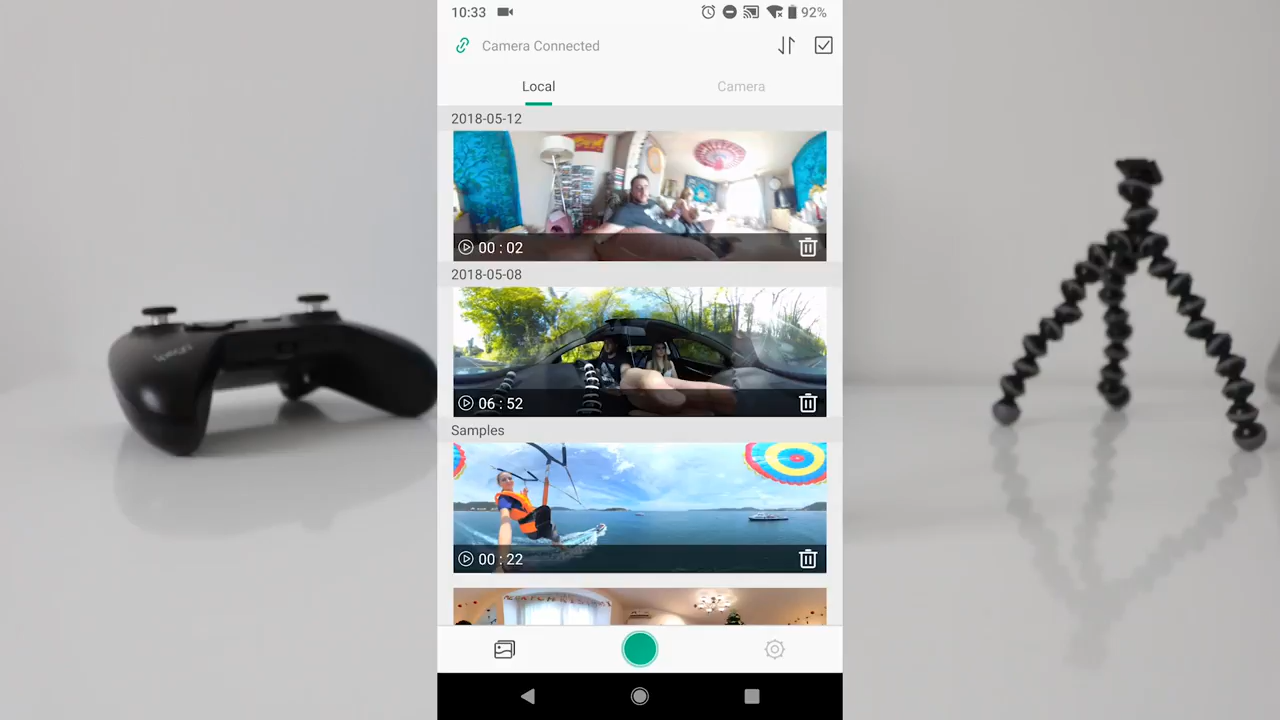 10:33
92%
Camera Connected
Local
Camera
2018-05-12
00 : 02
2018-05-08
06 : 52
Samples
00 : 22